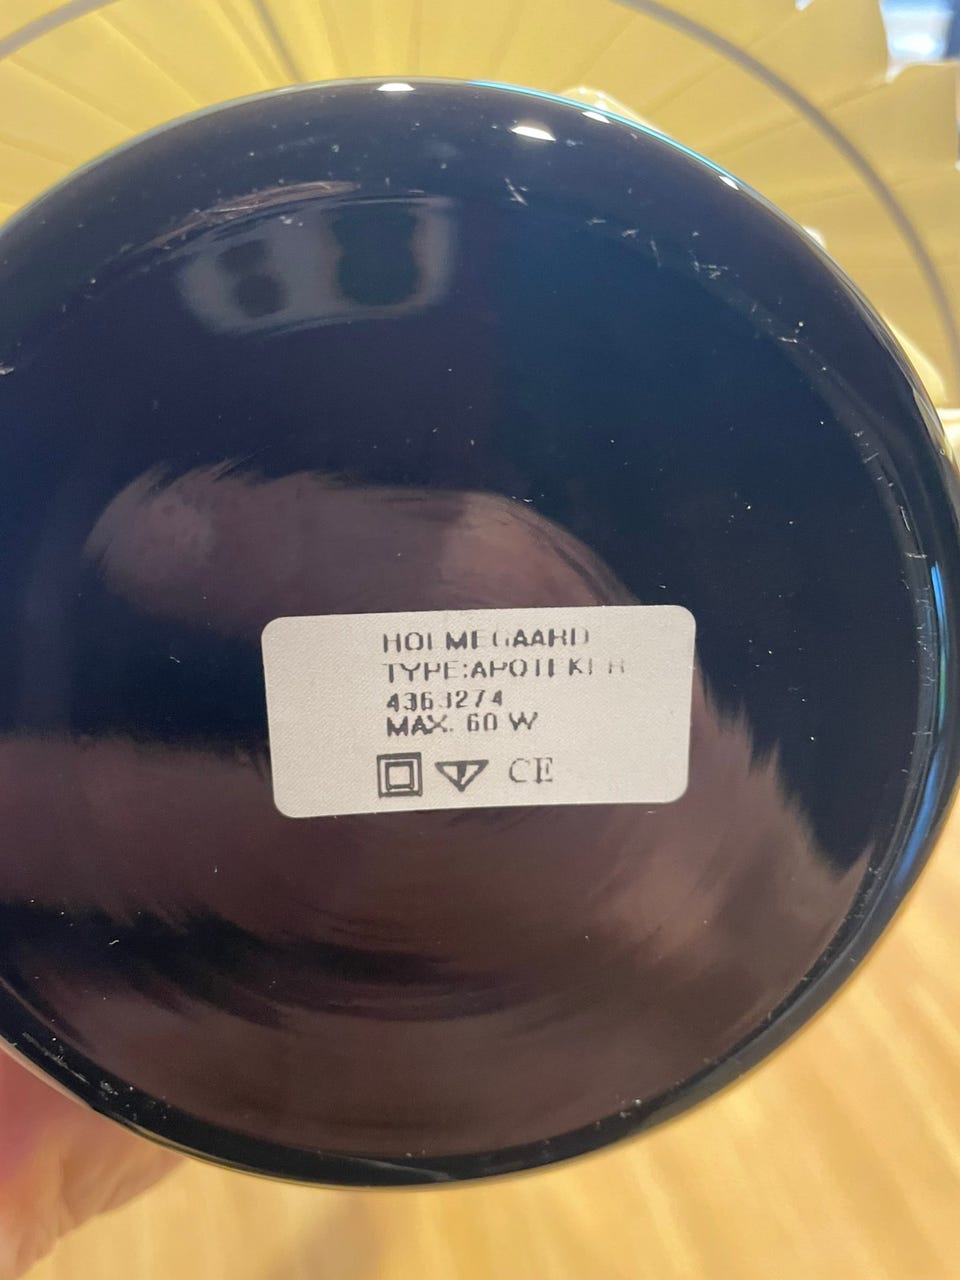 HOLMEGAARD
TYPE:APOTEKER
4363274
MAX. 60 W
CE